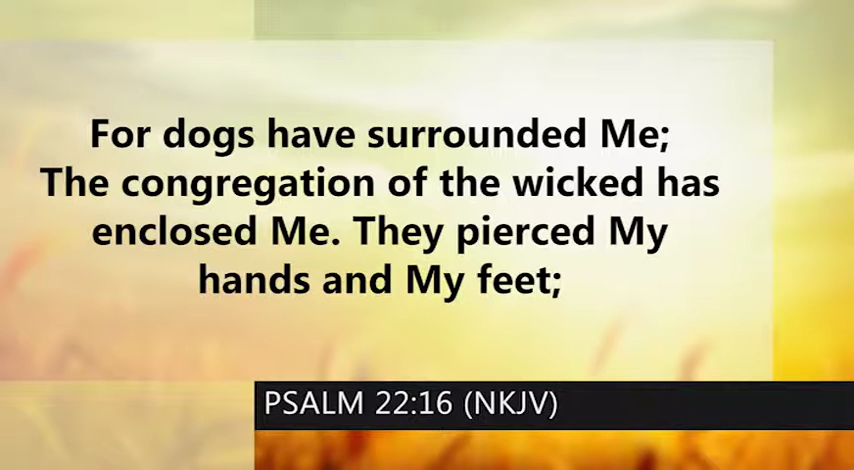 For dogs have surrounded Me;
The congregation of the wicked has
enclosed Me. They pierced My
hands and My feet;
PSALM 22:16 (NKJV)